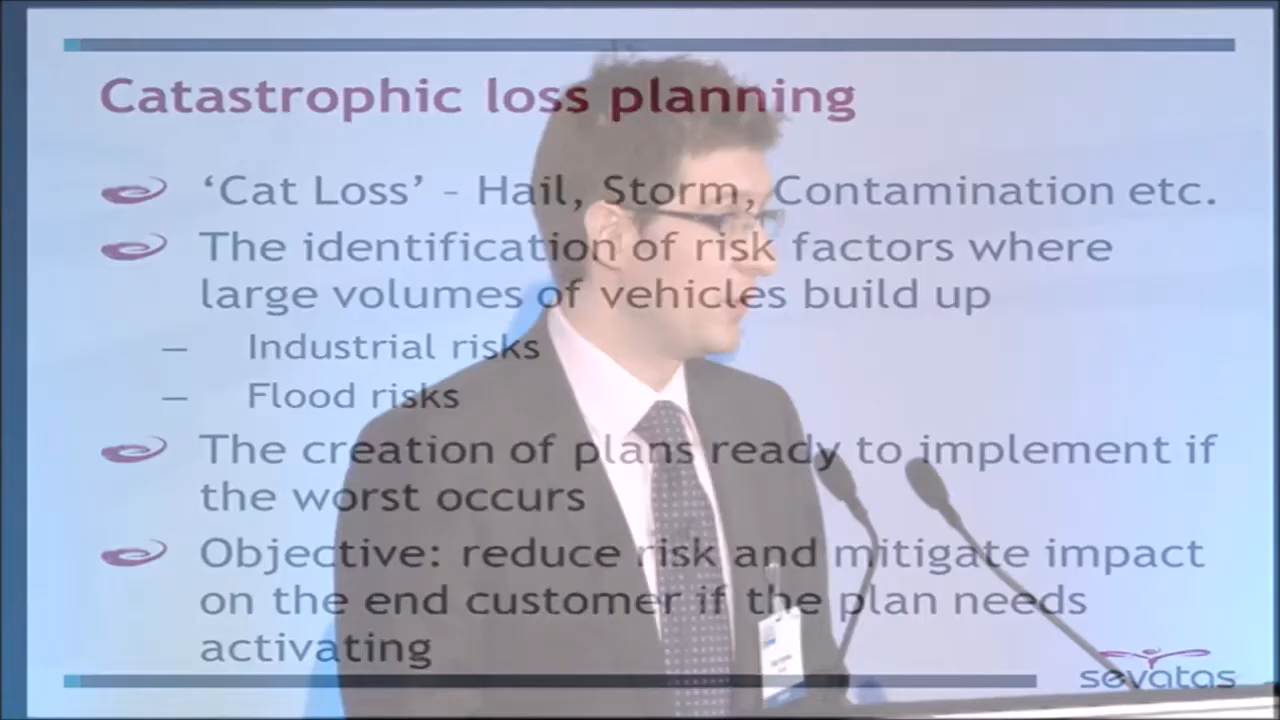 Catastrophic loss planning
‘Cat Loss’ – Hail, Storm, Contamination etc.
The identification of risk factors where
large volumes of vehicles build up
– Industrial risks
– Flood risks
The creation of plans ready to implement if
the worst occurs
Objective: reduce risk and mitigate impact
on the end customer if the plan needs
activating
sevatas